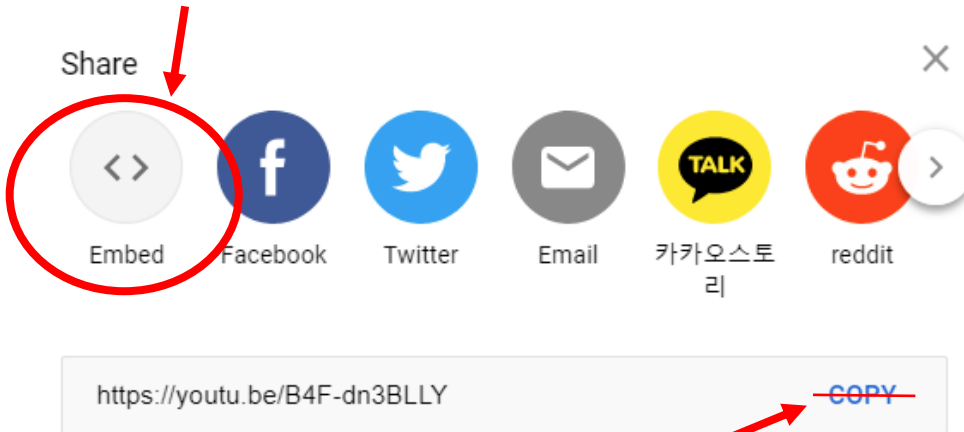 Share
TALK
Embed Facebook Twitter Email 카카오스토리 reddit
https://youtu.be/B4F-dn3BLLY COPY